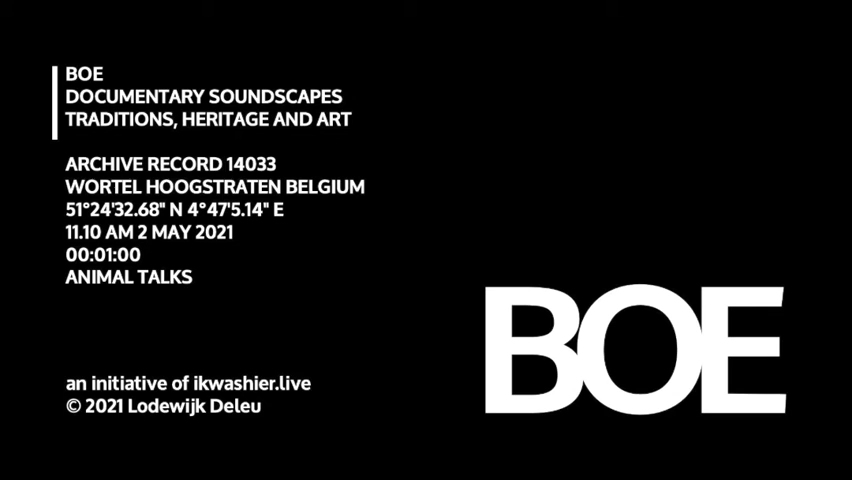 BOE
DOCUMENTARY SOUNDSCAPES
TRADITIONS, HERITAGE AND ART
ARCHIVE RECORD 14033
WORTEL HOOGSTRATEN BELGIUM
51°24'32.68" N 4°47'5.14" E
11.10 AM 2 MAY 2021
00:01:00
ANIMAL TALKS
an initiative of ikwashier.live
© 2021 Lodewijk Deleu
BOE